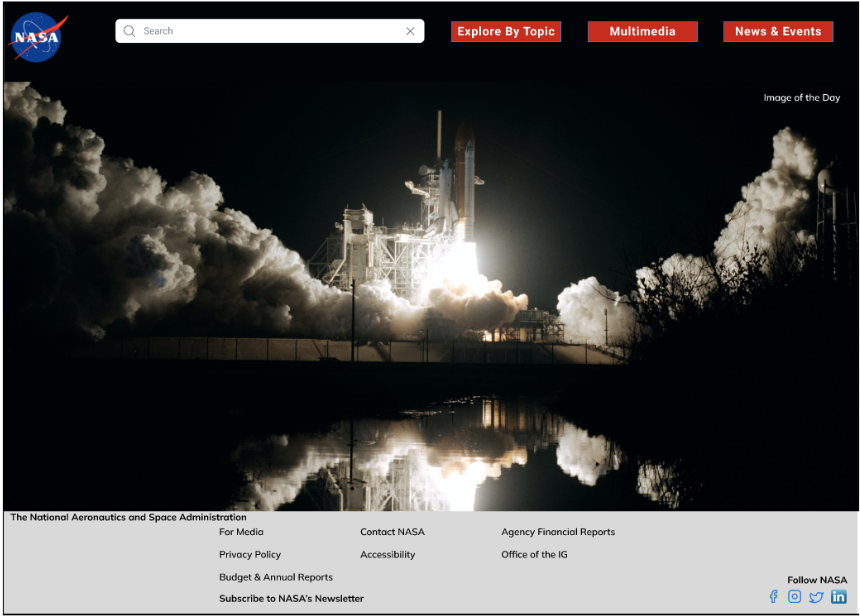 NASA
Search
Explore By Topic
Multimedia
News & Events
Image of the Day
The National Aeronautics and Space Administration
For Media
Contact NASA
Agency Financial Reports
Privacy Policy
Accessibility
Office of the IG
Budget & Annual Reports
Subscribe to NASA's Newsletter
Follow NASA
in